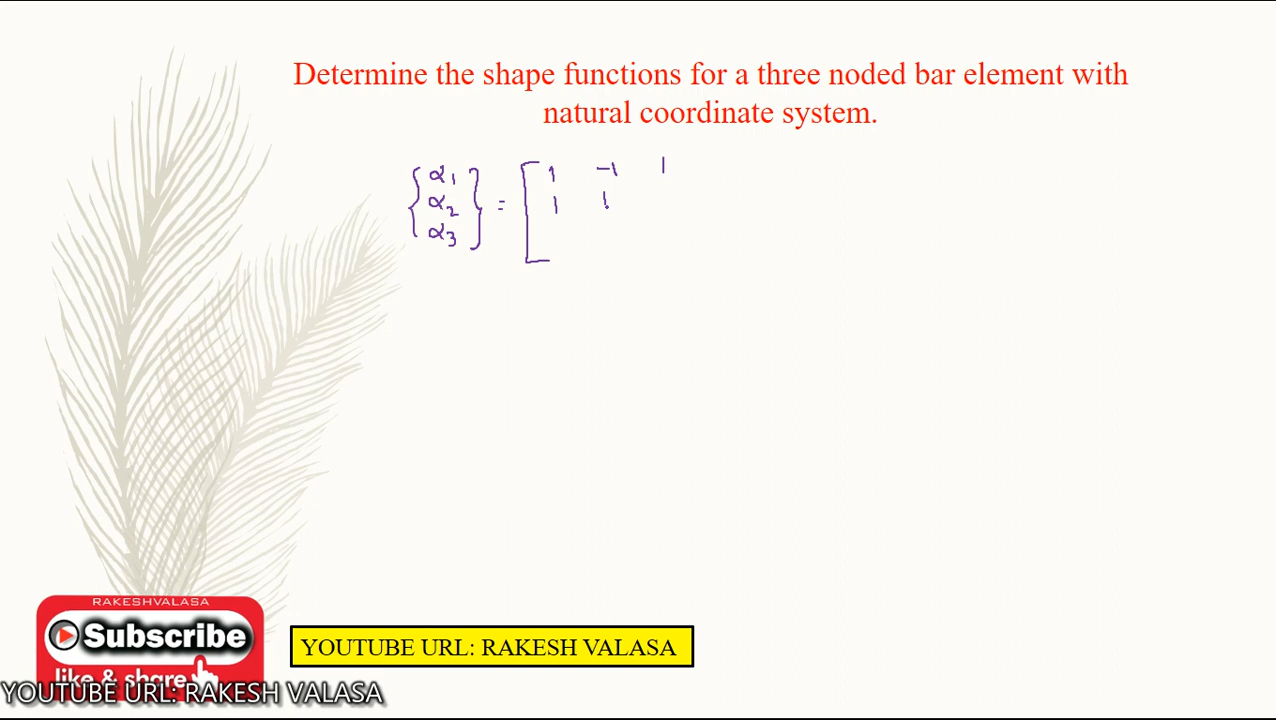 Determine the shape functions for a three noded bar element with
natural coordinate system.
{α1 α2 α3} = [1 -1 1
1 1
RAKESHVALASA
Subscribe
like & share
YOUTUBE URL: RAKESH VALASA
YOUTUBE URL: RAKESH VALASA